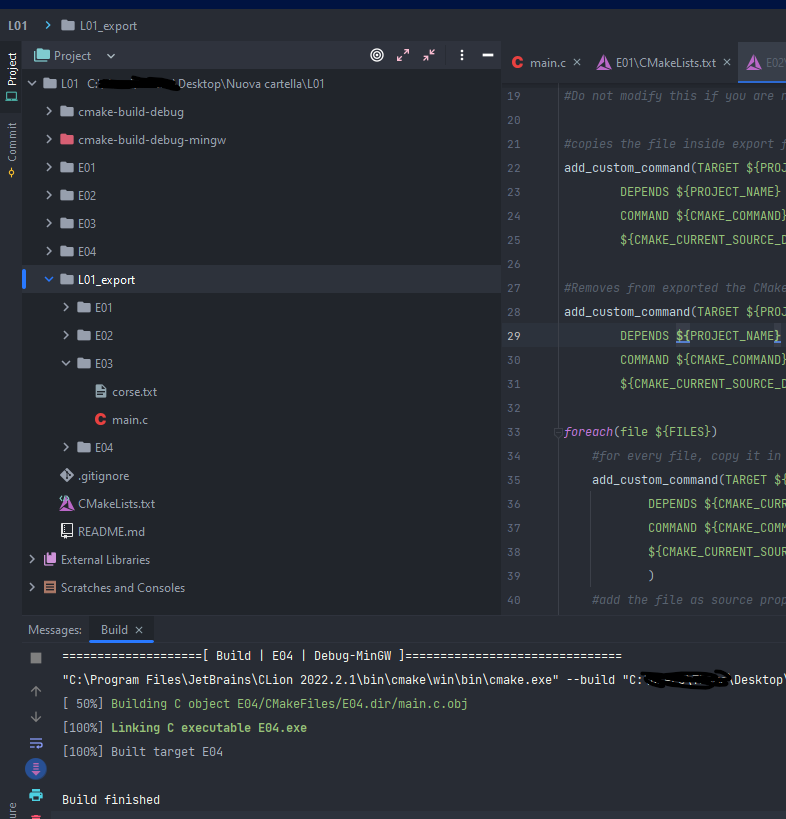 L01 > L01_export
Project
Commit
Project
L01 C: Desktop\Nuova cartella\L01
cmake-build-debug
cmake-build-debug-mingw
E01
E02
E03
E04
L01_export
E01
E02
E03
corse.txt
main.c
E04
.gitignore
CMakeLists.txt
README.md
External Libraries
Scratches and Consoles
main.c
E01\CMakeLists.txt
E02\
19 #Do not modify this if you are n
20
21 #copies the file inside export f
22 add_custom_command(TARGET ${PROJ
23 DEPENDS ${PROJECT_NAME}
24 COMMAND ${CMAKE_COMMAND}
25 ${CMAKE_CURRENT_SOURCE_D
26
27 #Removes from exported the CMake
28 add_custom_command(TARGET ${PROJ
29 DEPENDS ${PROJECT_NAME}
30 COMMAND ${CMAKE_COMMAND}
31 ${CMAKE_CURRENT_SOURCE_D
32
33 foreach(file ${FILES})
34 #for every file, copy it in
35 add_custom_command(TARGET ${
36 DEPENDS ${CMAKE_CURR
37 COMMAND ${CMAKE_COMM
38 ${CMAKE_CURRENT_SOUR
39 )
40 #add the file as source prop
Messages: Build
====================[ Build | E04 | Debug-MinGW ]===============================
"C:\Program Files\JetBrains\CLion 2022.2.1\bin\cmake\win\bin\cmake.exe" --build "C:\ \Desktop\
[ 50%] Building C object E04/CMakeFiles/E04.dir/main.c.obj
[100%] Linking C executable E04.exe
[100%] Built target E04
Build finished